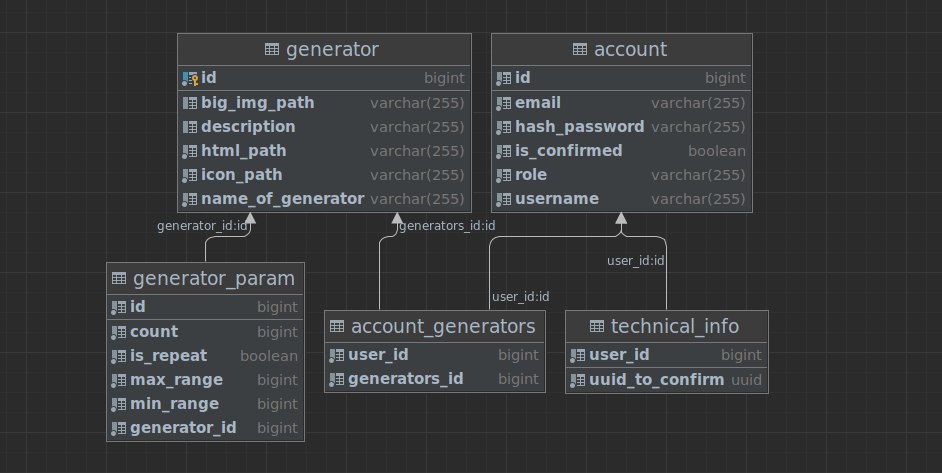 generator
id bigint
big_img_path varchar(255)
description varchar(255)
html_path varchar(255)
icon_path varchar(255)
name_of_generator varchar(255)
account
id bigint
email varchar(255)
hash_password varchar(255)
is_confirmed boolean
role varchar(255)
username varchar(255)
generator_id:id
generators_id:id
user_id:id
user_id:id
generator_param
id bigint
count bigint
is_repeat boolean
max_range bigint
min_range bigint
generator_id bigint
account_generators
user_id bigint
generators_id bigint
technical_info
user_id bigint
uuid_to_confirm uuid